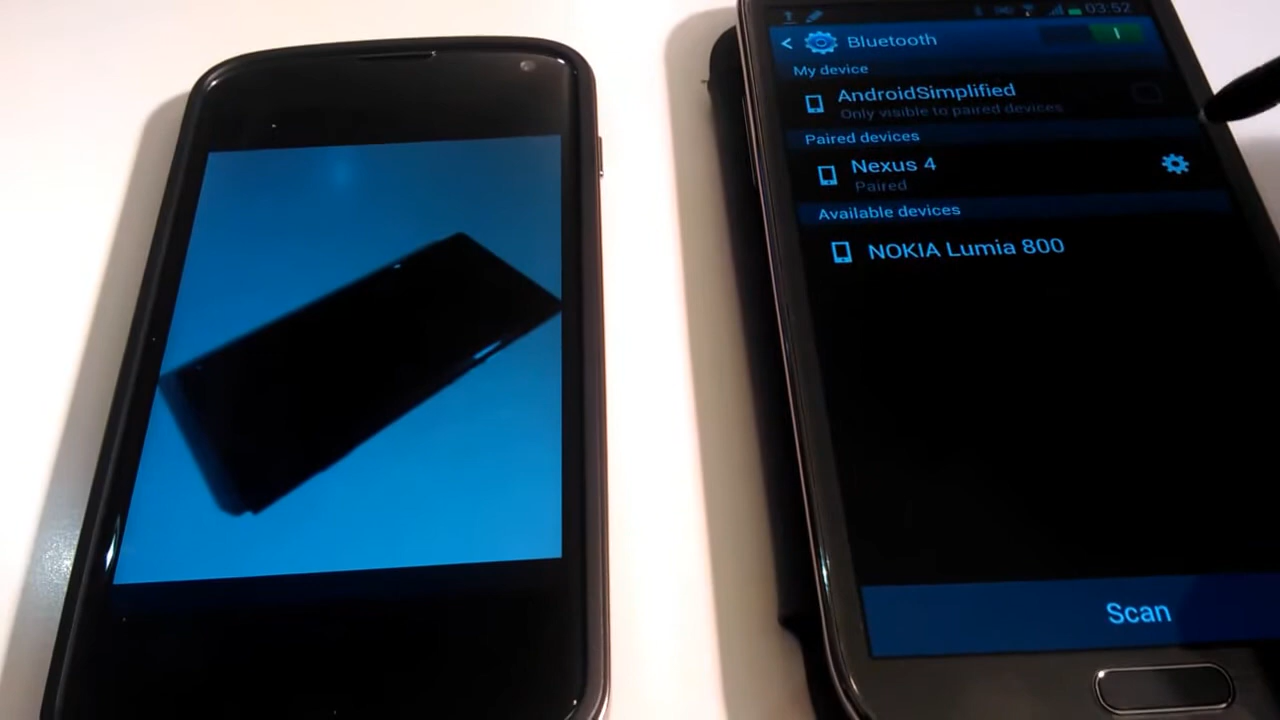 03:52
Bluetooth
My device
AndroidSimplified
Only visible to paired devices
Paired devices
Nexus 4
Paired
Available devices
NOKIA Lumia 800
Scan